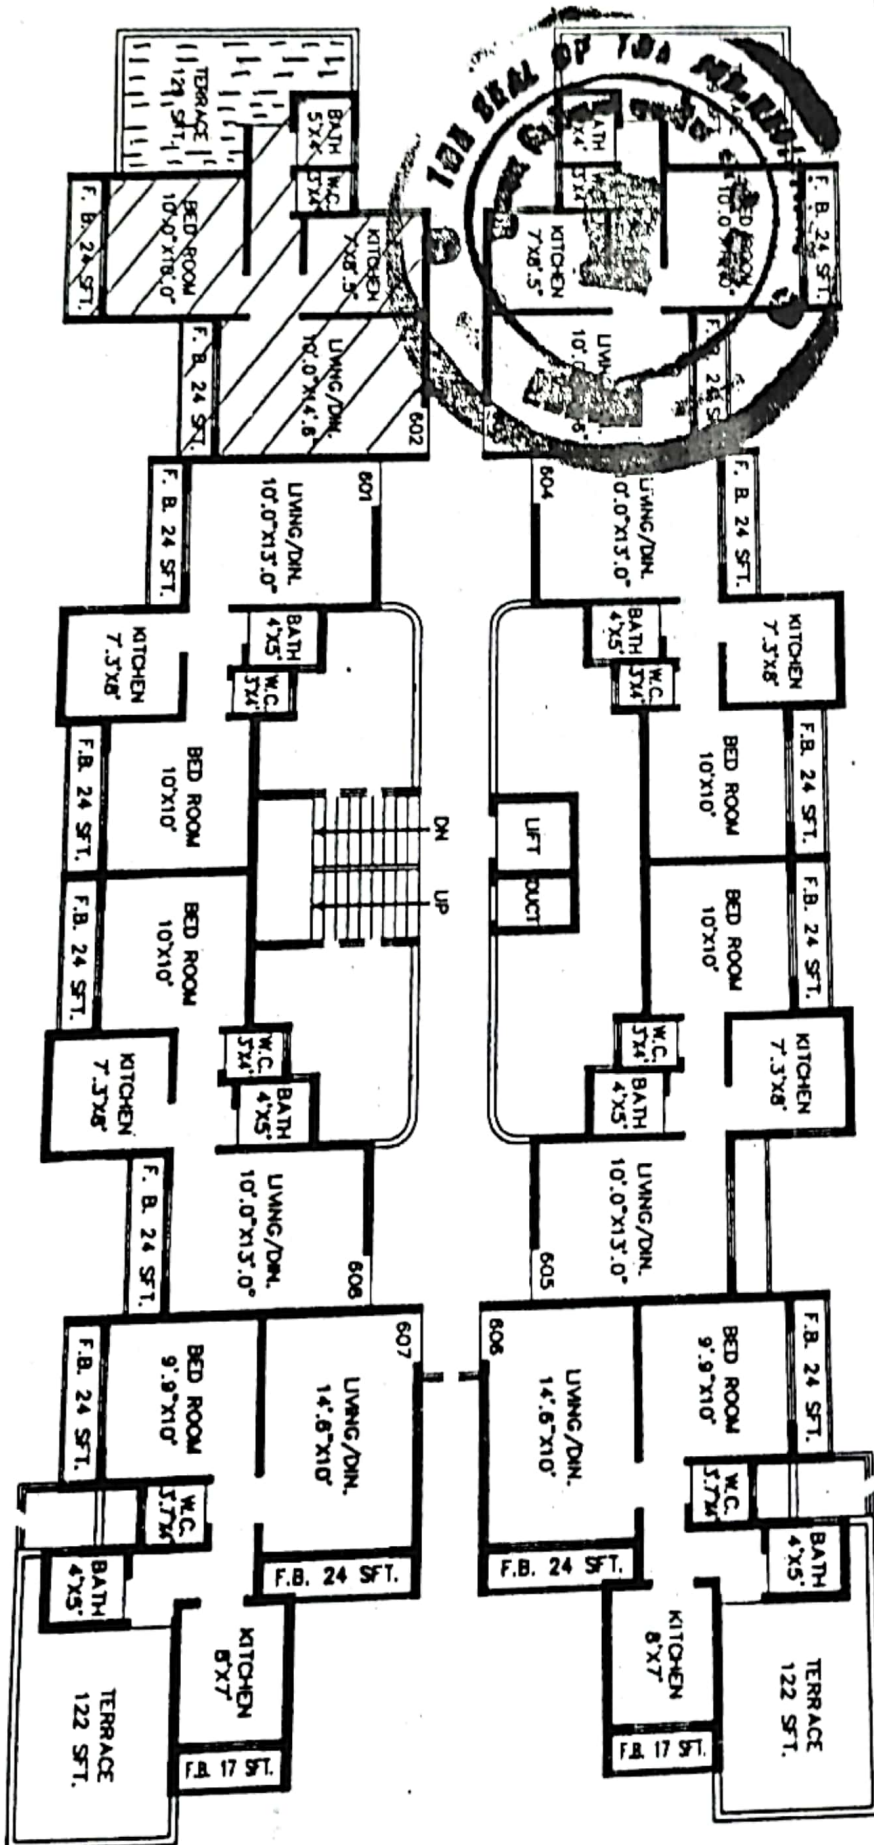 TERRACE
129 SFT.
BATH
5'X4'
W.C.
3'X4'
F. B. 24 SFT.
BED ROOM
10'.0"X18'.0"
KITCHEN
7'X8'.5"
F. B. 24 SFT.
LIVING/DIN.
10'.0"X14'.6"
602
THE SEAL OF
BATH
KITCHEN
7'X8'.5"
F. B. 24 SFT.
F. B. 24 SFT.
601
LIVING/DIN.
10'.0"X13'.0"
F. B. 24 SFT.
604
LIVING/DIN.
10'.0"X13'.0"
F. B. 24 SFT.
KITCHEN
7'.3"X8'
BATH
4'X5'
W.C.
3'X4'
BATH
4'X5'
W.C.
3'X4'
KITCHEN
7'.3"X8'
F.B. 24 SFT.
BED ROOM
10'X10'
DN
UP
LIFT
DUCT
BED ROOM
10'X10'
F.B. 24 SFT.
F.B. 24 SFT.
BED ROOM
10'X10'
BED ROOM
10'X10'
F.B. 24 SFT.
KITCHEN
7'.3"X8'
W.C.
3'X4'
BATH
4'X5'
W.C.
3'X4'
BATH
4'X5'
KITCHEN
7'.3"X8'
F. B. 24 SFT.
LIVING/DIN.
10'.0"X13'.0"
608
LIVING/DIN.
10'.0"X13'.0"
605
F.B. 24 SFT.
BED ROOM
9'.9"X10'
LIVING/DIN.
14'.6"X10'
607
606
LIVING/DIN.
14'.6"X10'
BED ROOM
9'.9"X10'
F.B. 24 SFT.
W.C.
3'.7"X4'
BATH
4'X5'
F.B. 24 SFT.
F.B. 24 SFT.
W.C.
3'.7"X4'
BATH
4'X5'
TERRACE
122 SFT.
KITCHEN
8'X7'
F.B. 17 SFT.
KITCHEN
8'X7'
F.B. 17 SFT.
TERRACE
122 SFT.